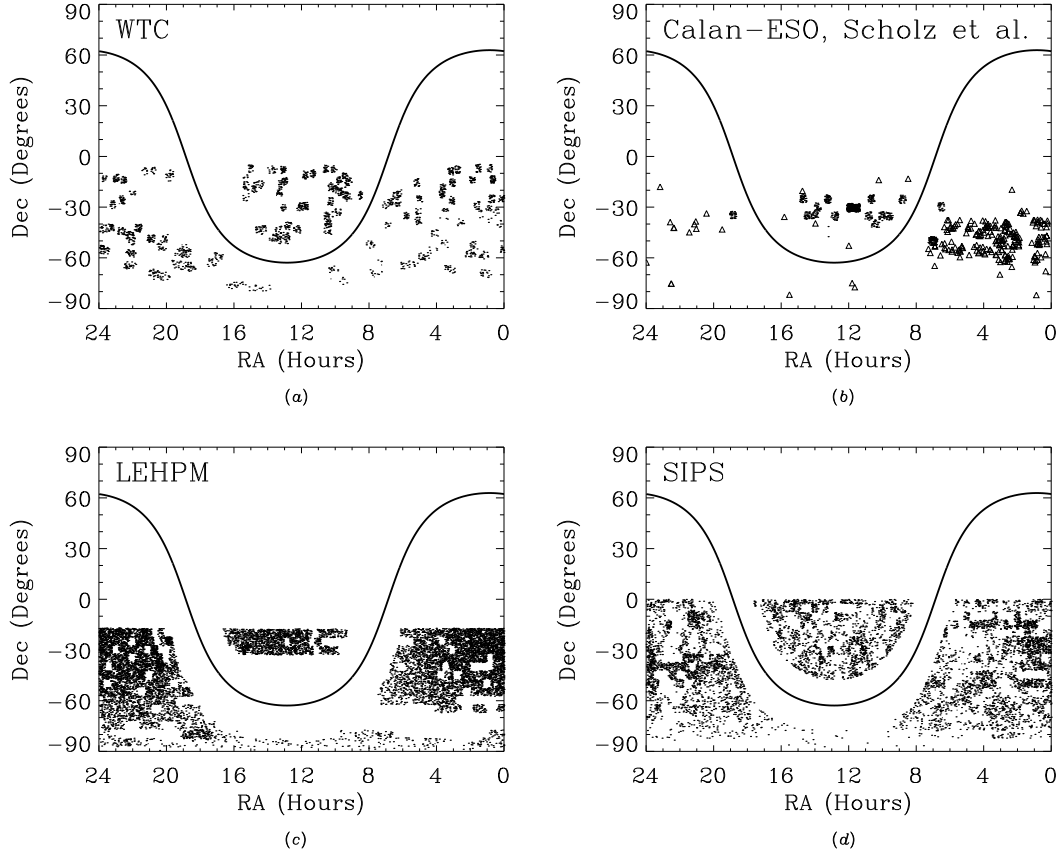 WTC
90
60
30
0
−30
−60
−90
Dec (Degrees)
24 20 16 12 8 4 0
RA (Hours)
(a)
Calan−ESO, Scholz et al.
90
60
30
0
−30
−60
−90
Dec (Degrees)
24 20 16 12 8 4 0
RA (Hours)
(b)
LEHPM
90
60
30
0
−30
−60
−90
Dec (Degrees)
24 20 16 12 8 4 0
RA (Hours)
(c)
SIPS
90
60
30
0
−30
−60
−90
Dec (Degrees)
24 20 16 12 8 4 0
RA (Hours)
(d)